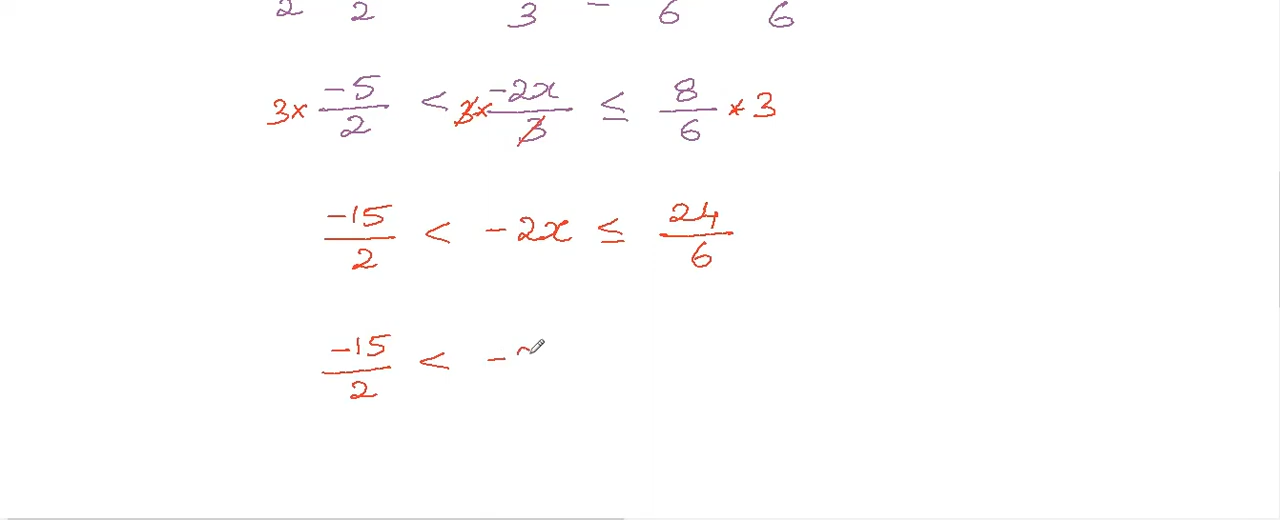 2 2 3 - 6 6
3× -5/2 < 3× -2x/3 ≤ 8/6 * 3
-15/2 < -2x ≤ 24/6
-15/2 < -